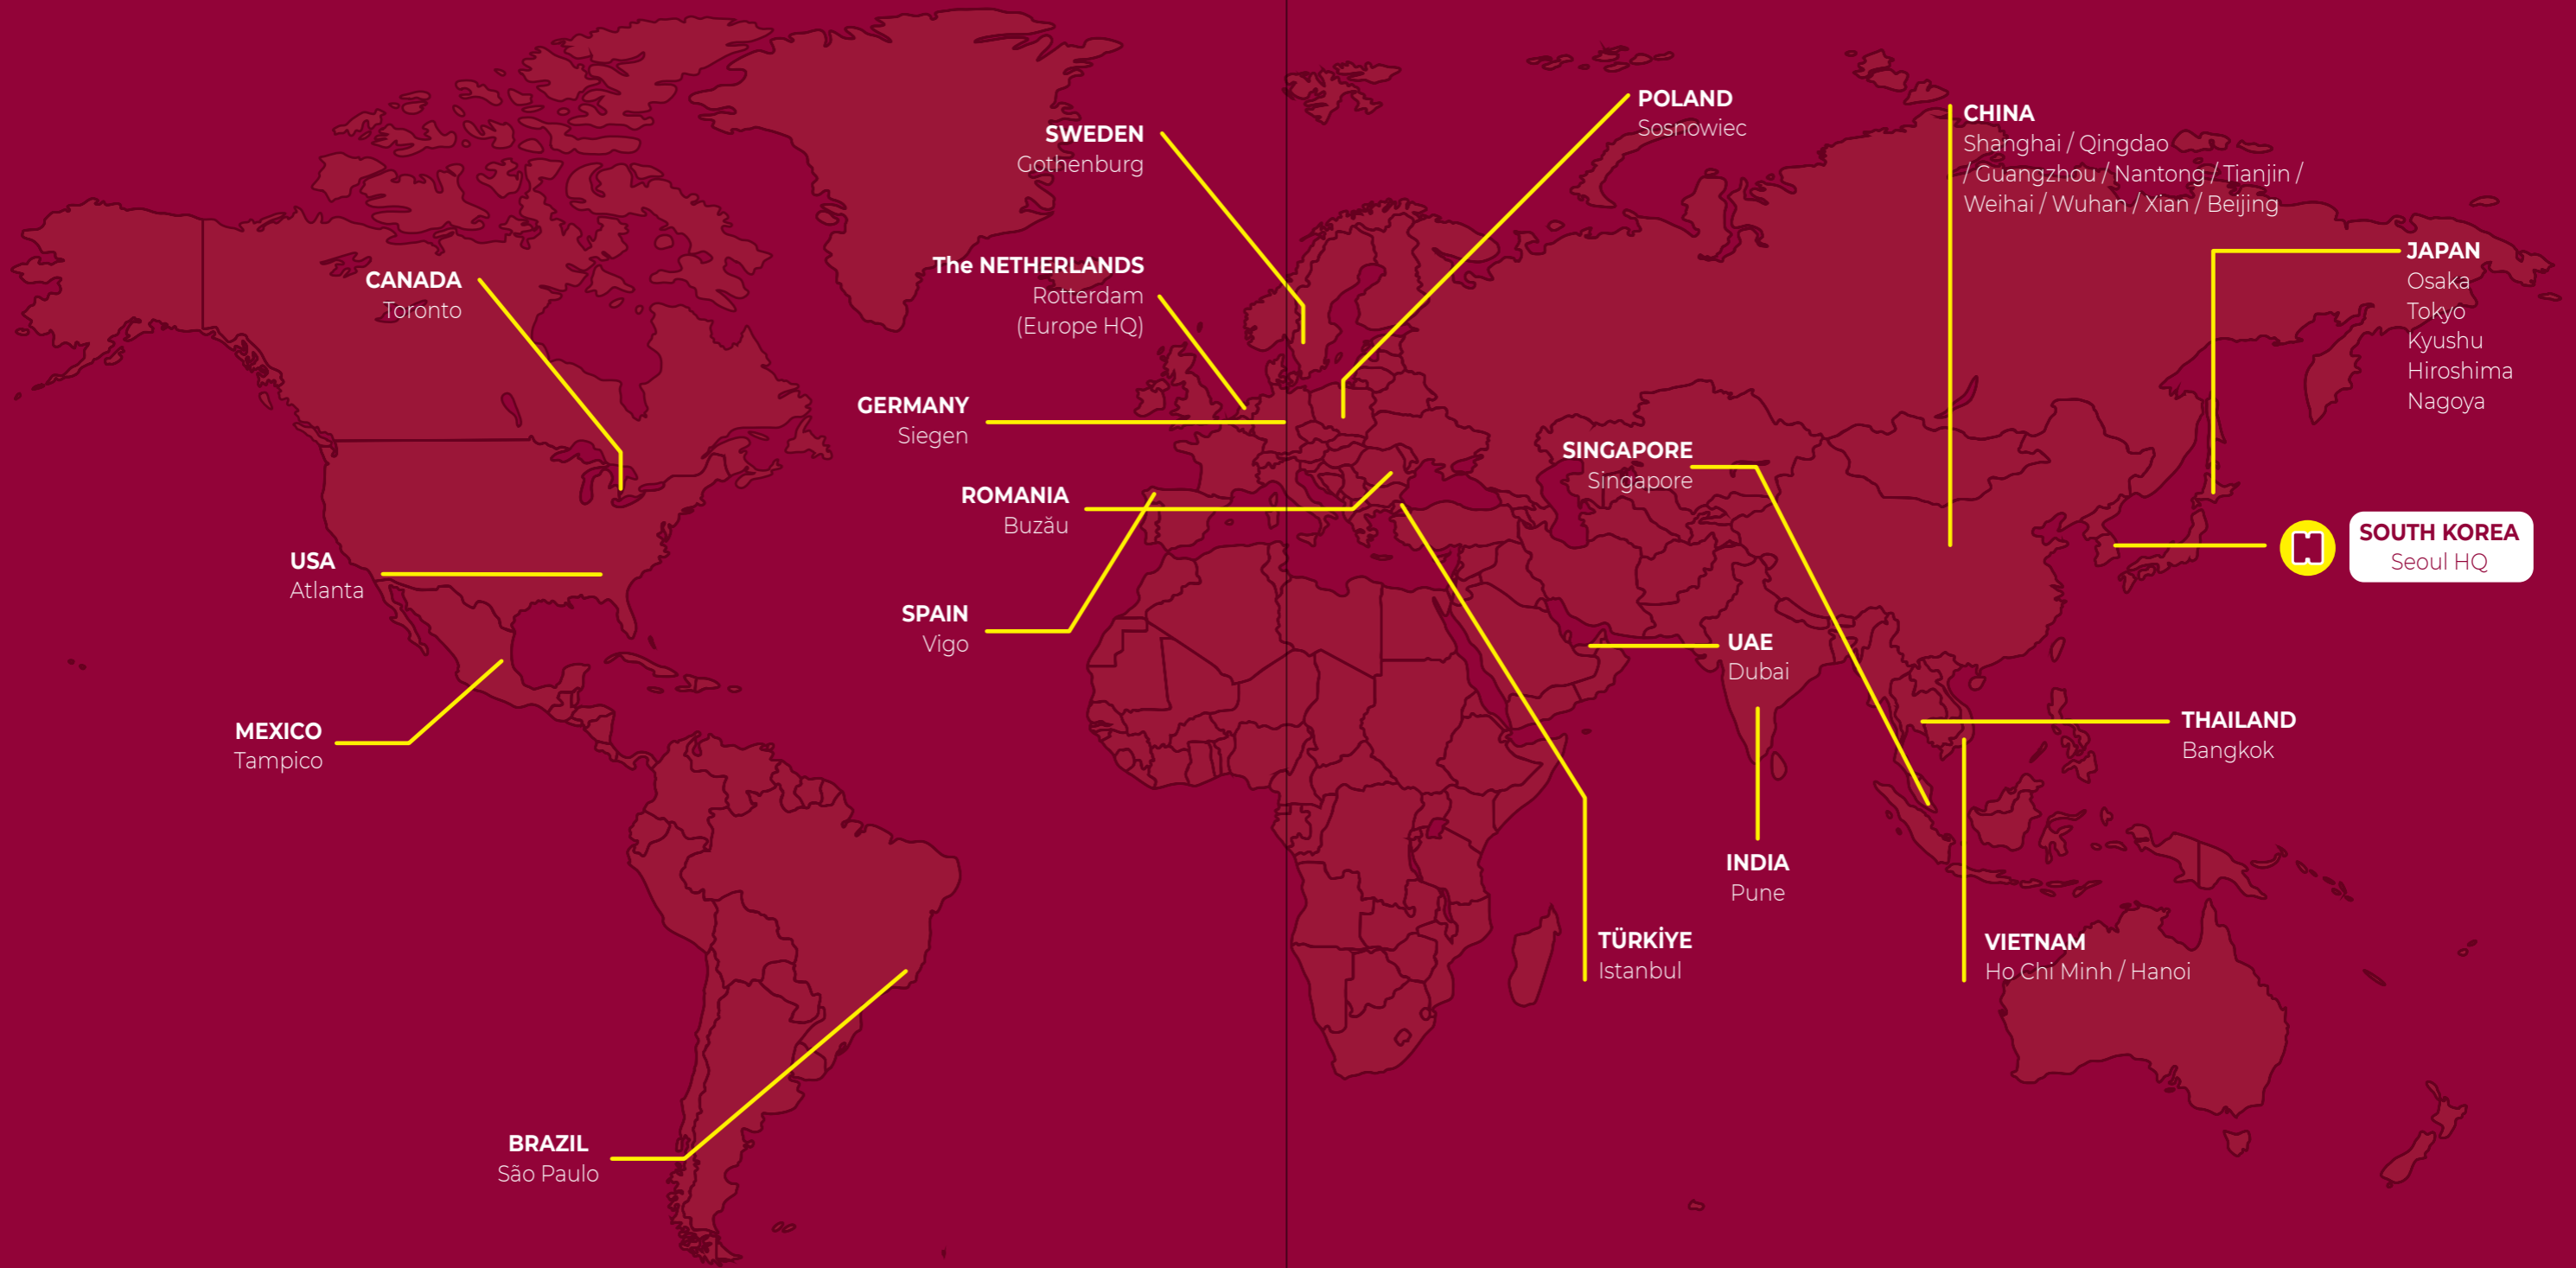 POLAND
Sosnowiec
CHINA
Shanghai / Qingdao
/ Guangzhou / Nantong / Tianjin /
Weihai / Wuhan / Xian / Beijing
SWEDEN
Gothenburg
The NETHERLANDS
Rotterdam
(Europe HQ)
CANADA
Toronto
JAPAN
Osaka
Tokyo
Kyushu
Hiroshima
Nagoya
GERMANY
Siegen
SINGAPORE
Singapore
ROMANIA
Buzău
SOUTH KOREA
Seoul HQ
USA
Atlanta
SPAIN
Vigo
UAE
Dubai
MEXICO
Tampico
THAILAND
Bangkok
INDIA
Pune
TÜRKİYE
Istanbul
VIETNAM
Ho Chi Minh / Hanoi
BRAZIL
São Paulo